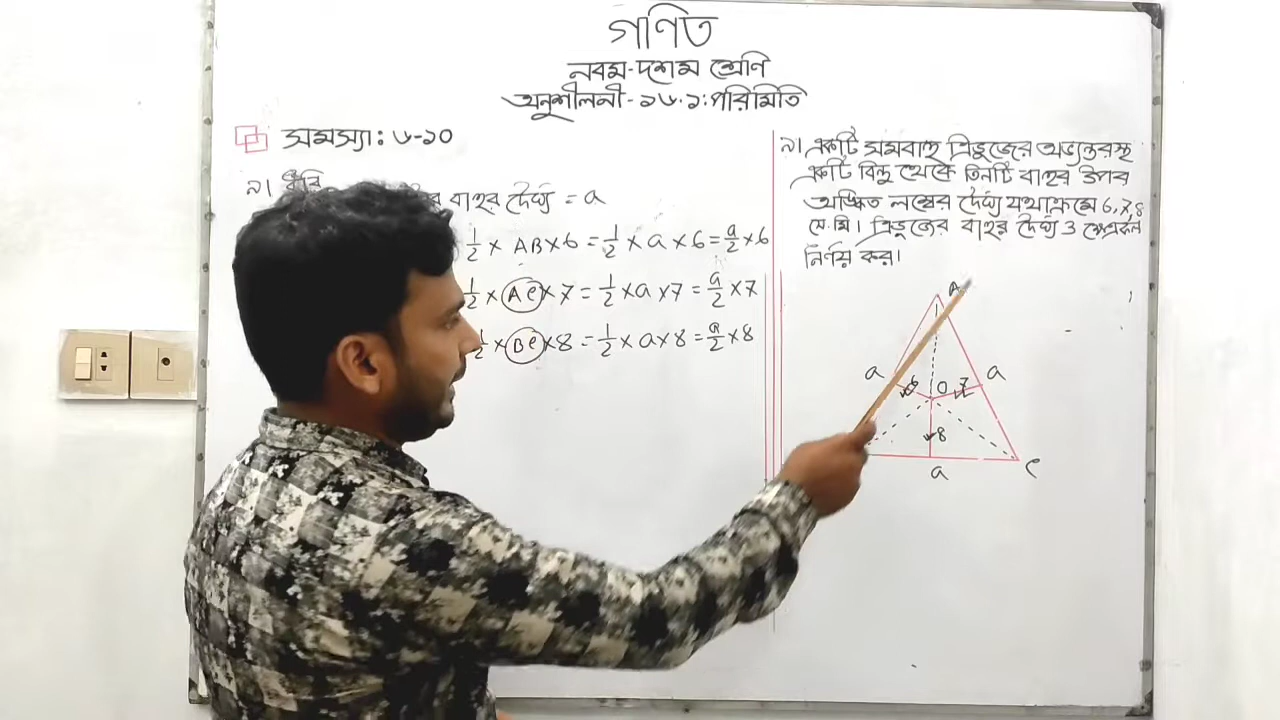 গণিত
নবম-দশম শ্রেণি
অনুশীলনী-১৬.১:পরিমিতি
সমস্যা: ৬-১০
৯। ধরি বাহুর দৈর্ঘ্য = a
1/2 × AB×6 = 1/2 × a × 6 = a/2 × 6
1/2 × AC × 7 = 1/2 × a × 7 = a/2 × 7
1/2 × BC × 8 = 1/2 × a × 8 = a/2 × 8
৯। একটি সমবাহু ত্রিভুজের অভ্যন্তরস্থ
একটি বিন্দু থেকে তিনটি বাহুর উপর
অঙ্কিত লম্বের দৈর্ঘ্য যথাক্রমে 6,7,8
সে.মি। ত্রিভুজের বাহুর দৈর্ঘ্য ও ক্ষেত্রফল
নির্ণয় কর।
A
a 6 O 7 a
8
a C